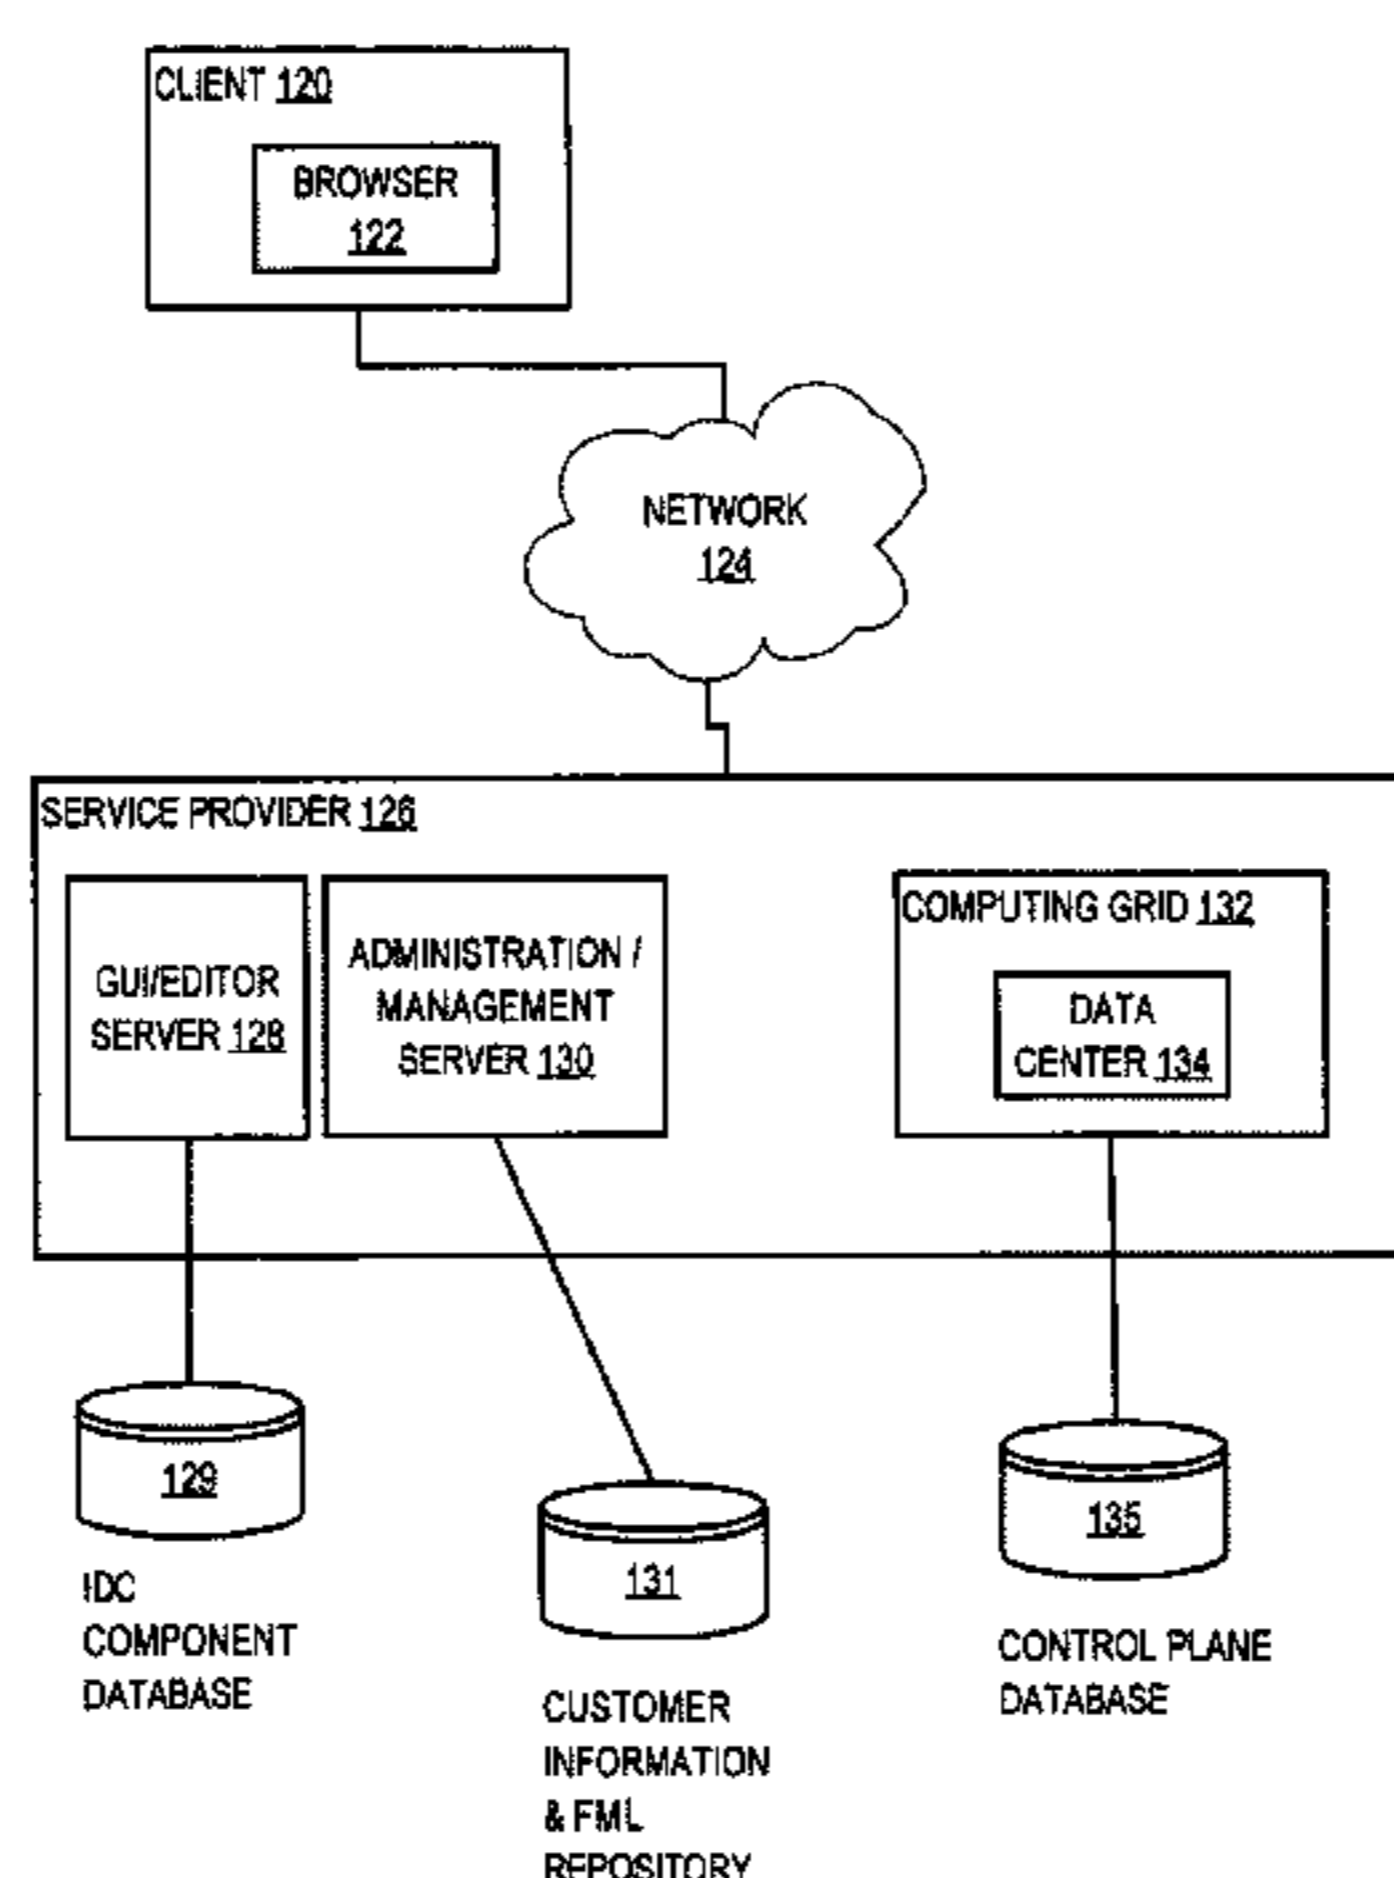 CLIENT 120
BROWSER
122
NETWORK
124
SERVICE PROVIDER 126
GUI/EDITOR
SERVER 128
ADMINISTRATION /
MANAGEMENT
SERVER 130
COMPUTING GRID 132
DATA
CENTER 134
129
IDC
COMPONENT
DATABASE
131
CUSTOMER
INFORMATION
& FML
REPOSITORY
135
CONTROL PLANE
DATABASE